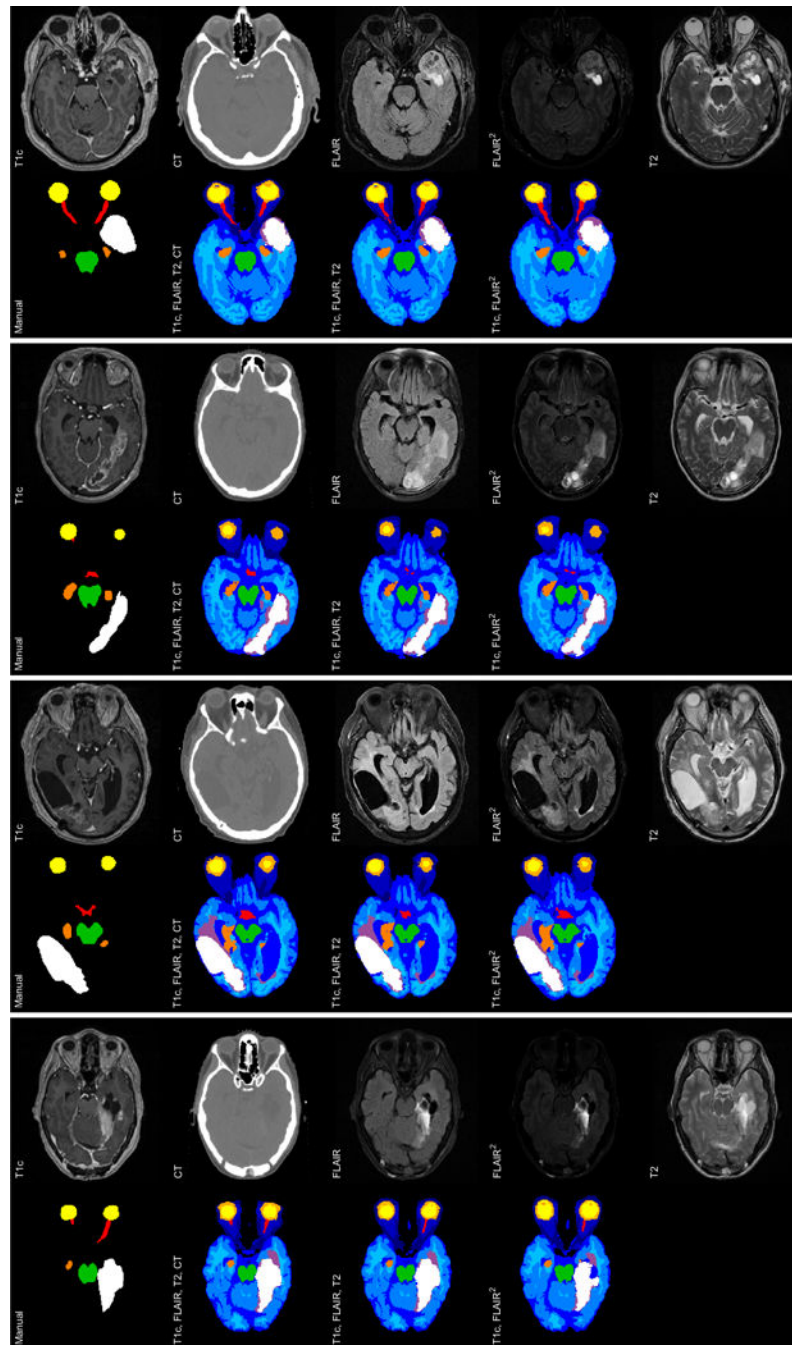 T1c
CT
FLAIR
FLAIR²
T2
Manual
T1c, FLAIR, T2, CT
T1c, FLAIR, T2
T1c, FLAIR²
T1c
CT
FLAIR
FLAIR²
T2
Manual
T1c, FLAIR, T2, CT
T1c, FLAIR, T2
T1c, FLAIR²
T1c
CT
FLAIR
FLAIR²
T2
Manual
T1c, FLAIR, T2, CT
T1c, FLAIR, T2
T1c, FLAIR²
T1c
CT
FLAIR
FLAIR²
T2
Manual
T1c, FLAIR, T2, CT
T1c, FLAIR, T2
T1c, FLAIR²